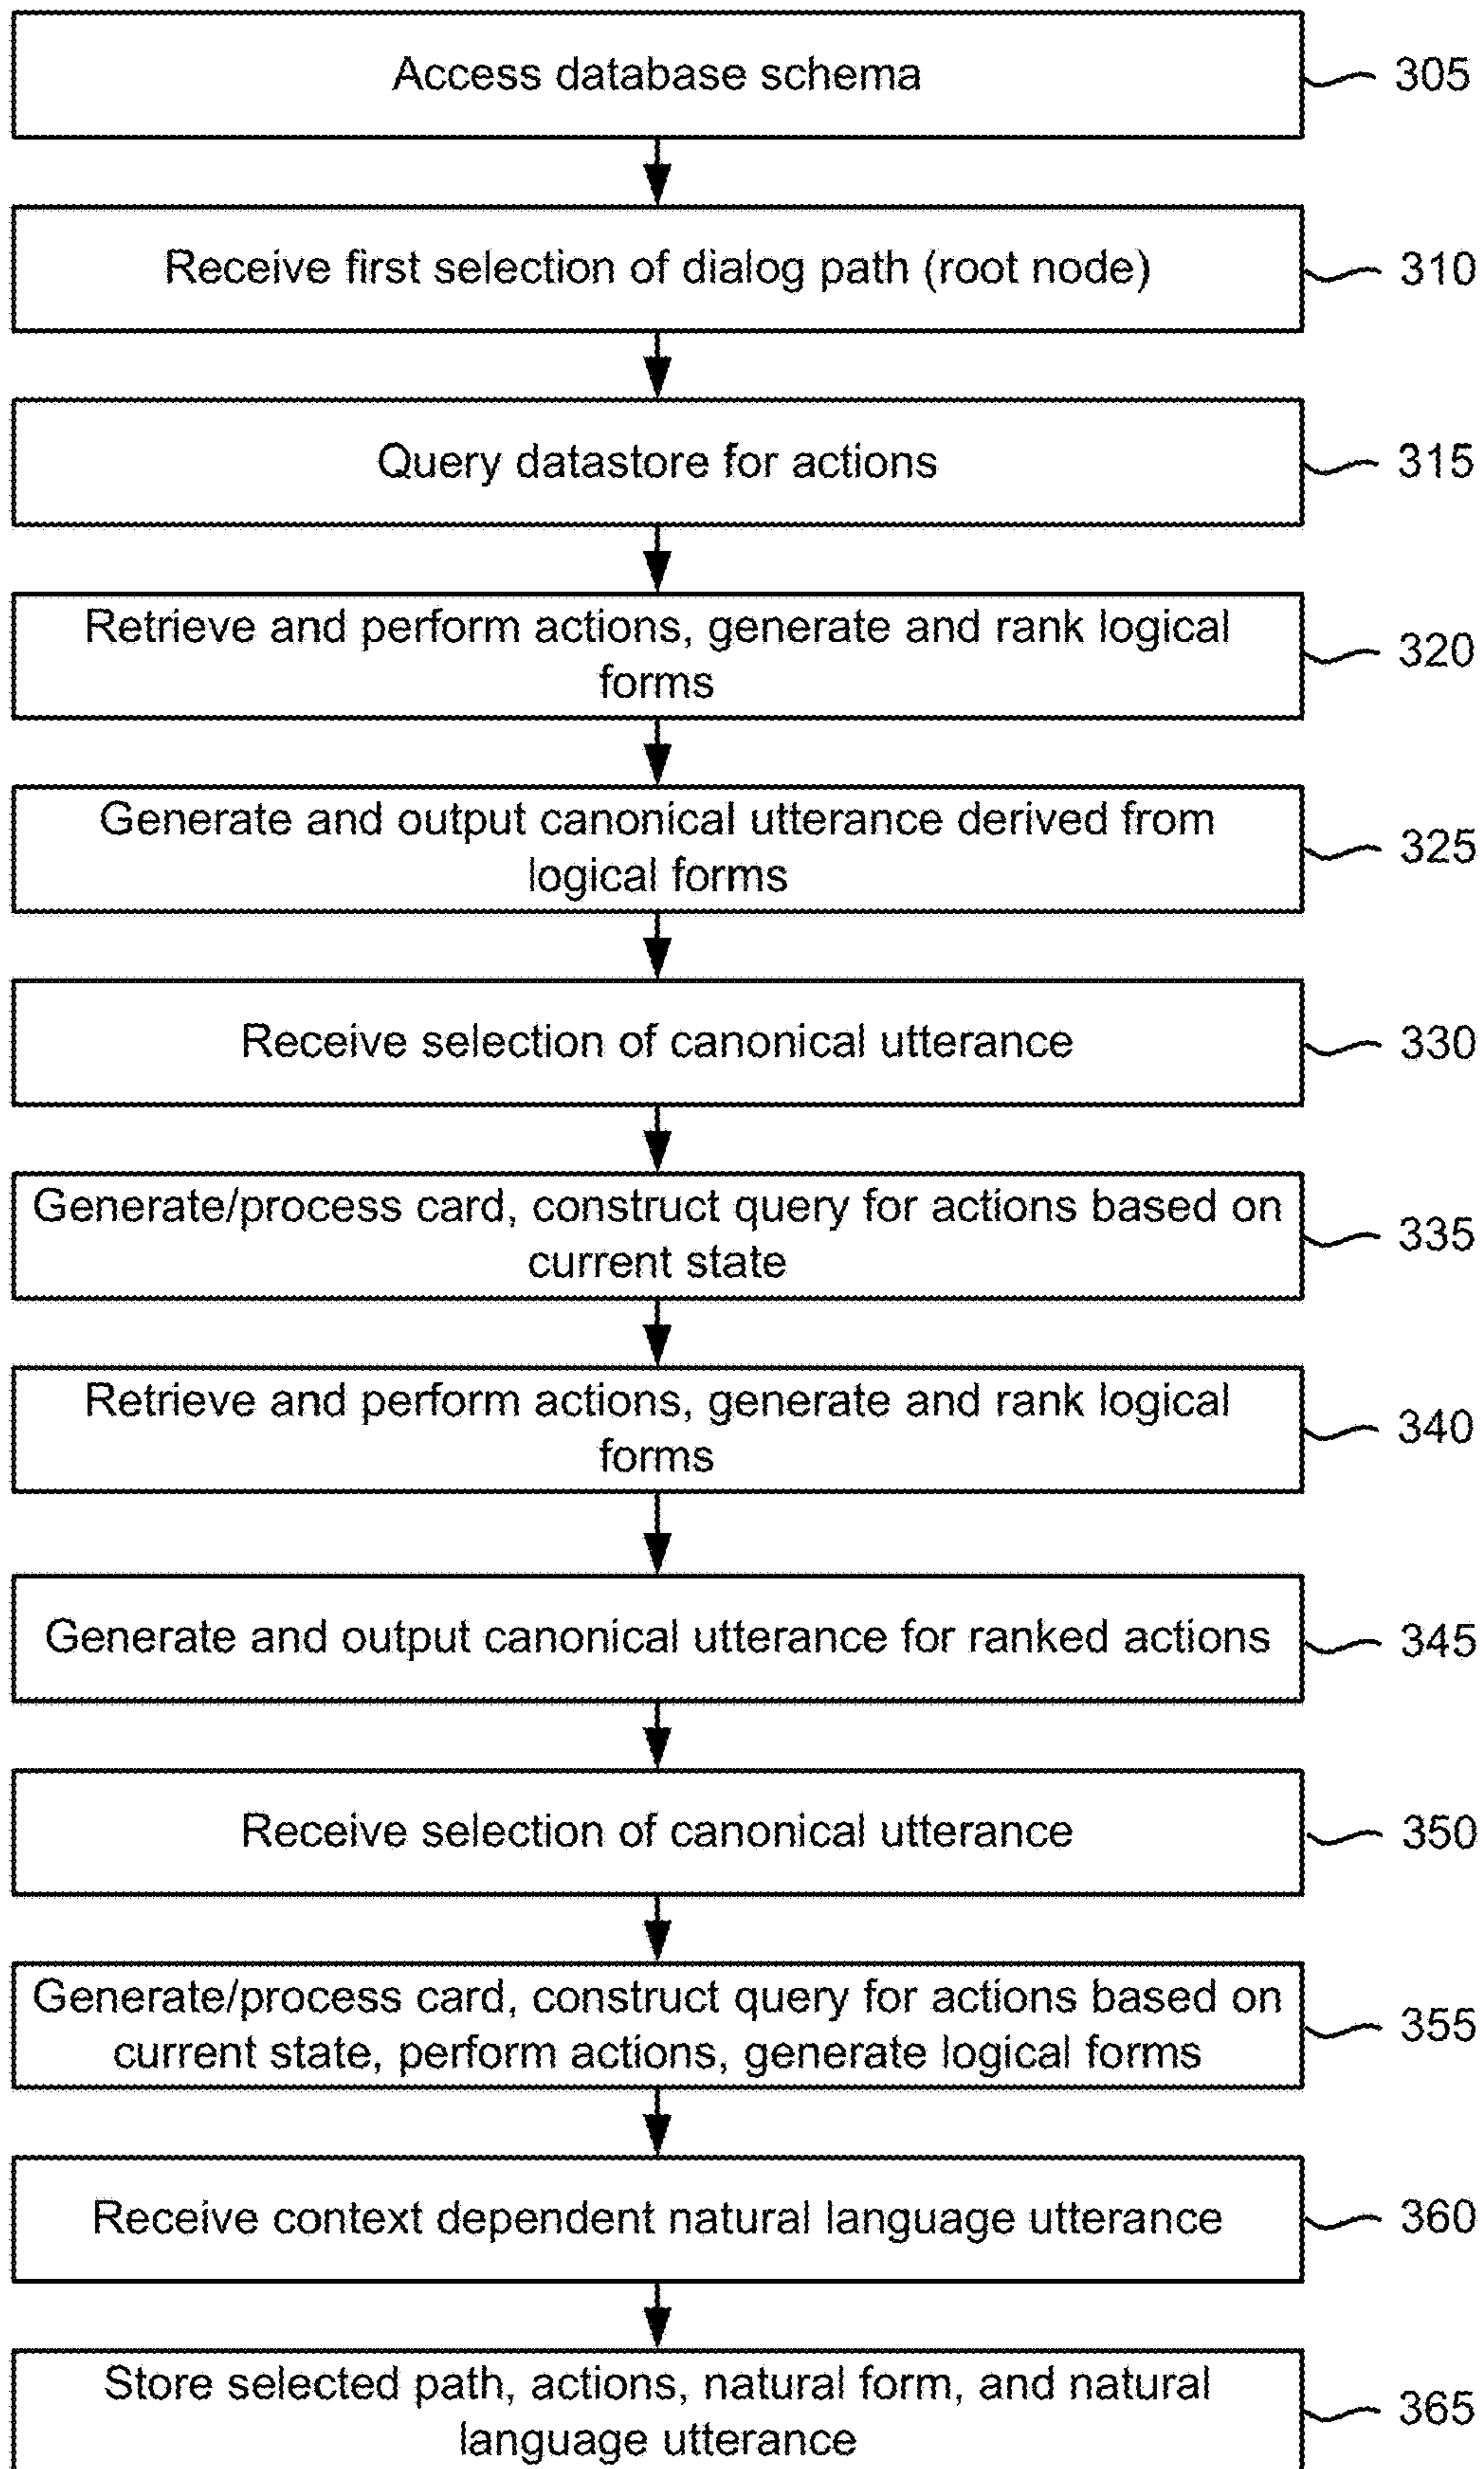 Access database schema
305
Receive first selection of dialog path (root node)
310
Query datastore for actions
315
Retrieve and perform actions, generate and rank logical
forms
320
Generate and output canonical utterance derived from
logical forms
325
Receive selection of canonical utterance
330
Generate/process card, construct query for actions based on
current state
335
Retrieve and perform actions, generate and rank logical
forms
340
Generate and output canonical utterance for ranked actions
345
Receive selection of canonical utterance
350
Generate/process card, construct query for actions based on
current state, perform actions, generate logical forms
355
Receive context dependent natural language utterance
360
Store selected path, actions, natural form, and natural
language utterance
365